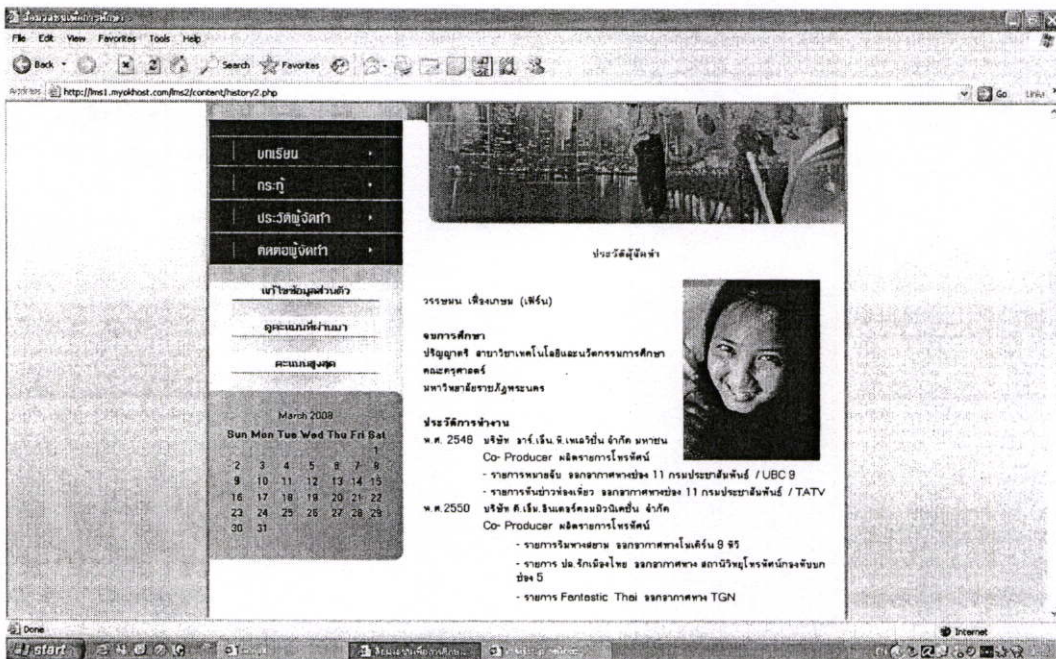 File Edit View Favorites Tools Help
Back Search Favorites
http://lms1.myokhost.com/lms2/content/history2.php Go
บทเรียน
กระทู้
ประวัติผู้จัดทำ
ติดต่อผู้จัดทำ
แก้ไขข้อมูลส่วนตัว
ดูคะแนนที่ผ่านมา
คะแนนสูงสุด
March 2008
Sun Mon Tue Wed Thu Fri Sat
1
2 3 4 5 6 7 8
9 10 11 12 13 14 15
16 17 18 19 20 21 22
23 24 25 26 27 28 29
30 31
ประวัติผู้จัดทำ
วรรษมน เฟื่องเกษม (เฟิร์น)
จบการศึกษา
ปริญญาตรี สาขาวิชาเทคโนโลยีและนวัตกรรมการศึกษา
คณะครุศาสตร์
มหาวิทยาลัยราชภัฏพระนคร
ประวัติการทำงาน
พ.ศ. 2548 บริษัท อาร์.เอ็น.ที.เทเลวิชั่น จำกัด มหาชน
Co- Producer ผลิตรายการโทรทัศน์
- รายการหมายจับ ออกอากาศทางช่อง 11 กรมประชาสัมพันธ์ / UBC 9
- รายการทันข่าวท่องเที่ยว ออกอากาศทางช่อง 11 กรมประชาสัมพันธ์ / TATV
พ.ศ.2550 บริษัท ดี.เอ็ม.อินเตอร์คอมมิวนิเคชั่น จำกัด
Co- Producer ผลิตรายการโทรทัศน์
- รายการริมทางสยาม ออกอากาศทางโมเดิร์น 9 ทีวี
- รายการ ปล.รักเมืองไทย ออกอากาศทาง สถานีวิทยุโทรทัศน์กองทัพบก
ช่อง 5
- รายการ Fantastic Thai ออกอากาศทาง TGN
Done Internet
start